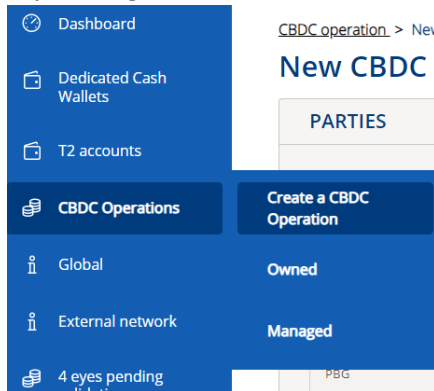 Dashboard
CBDC operation > New
New CBDC
Dedicated Cash
Wallets
PARTIES
T2 accounts
CBDC Operations
Create a CBDC
Operation
Global
Owned
External network
Managed
4 eyes pending
PBG